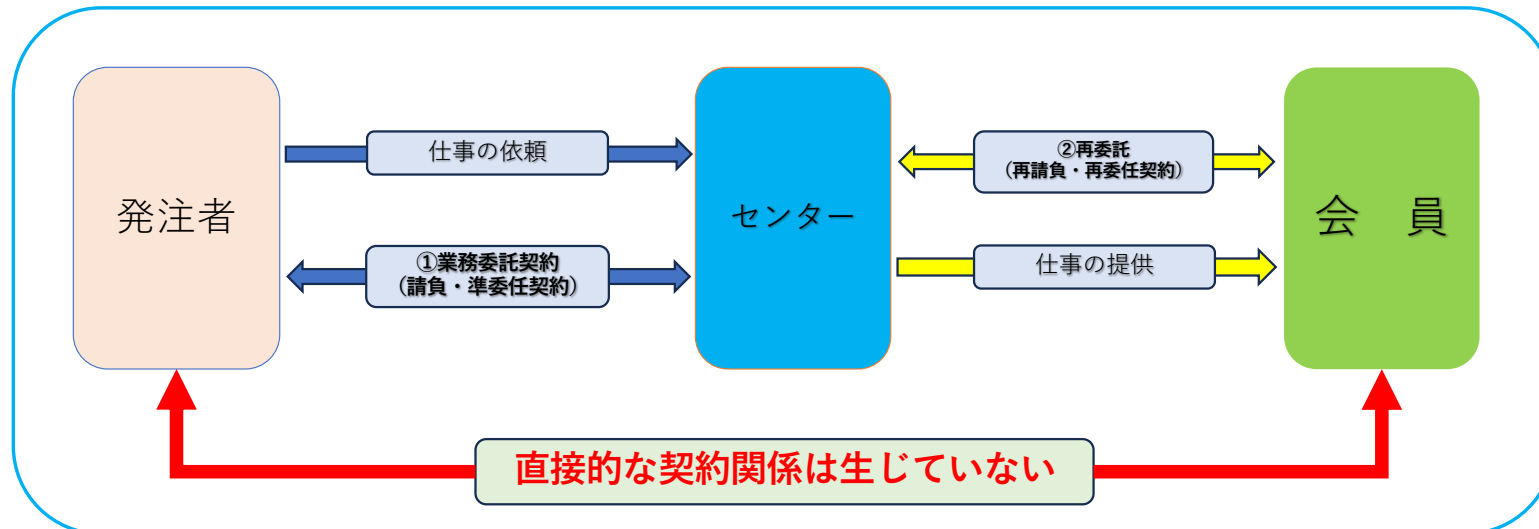 発注者
仕事の依頼
①業務委託契約
（請負・準委任契約）
センター
②再委託
（再請負・再委任契約）
仕事の提供
会　員
直接的な契約関係は生じていない